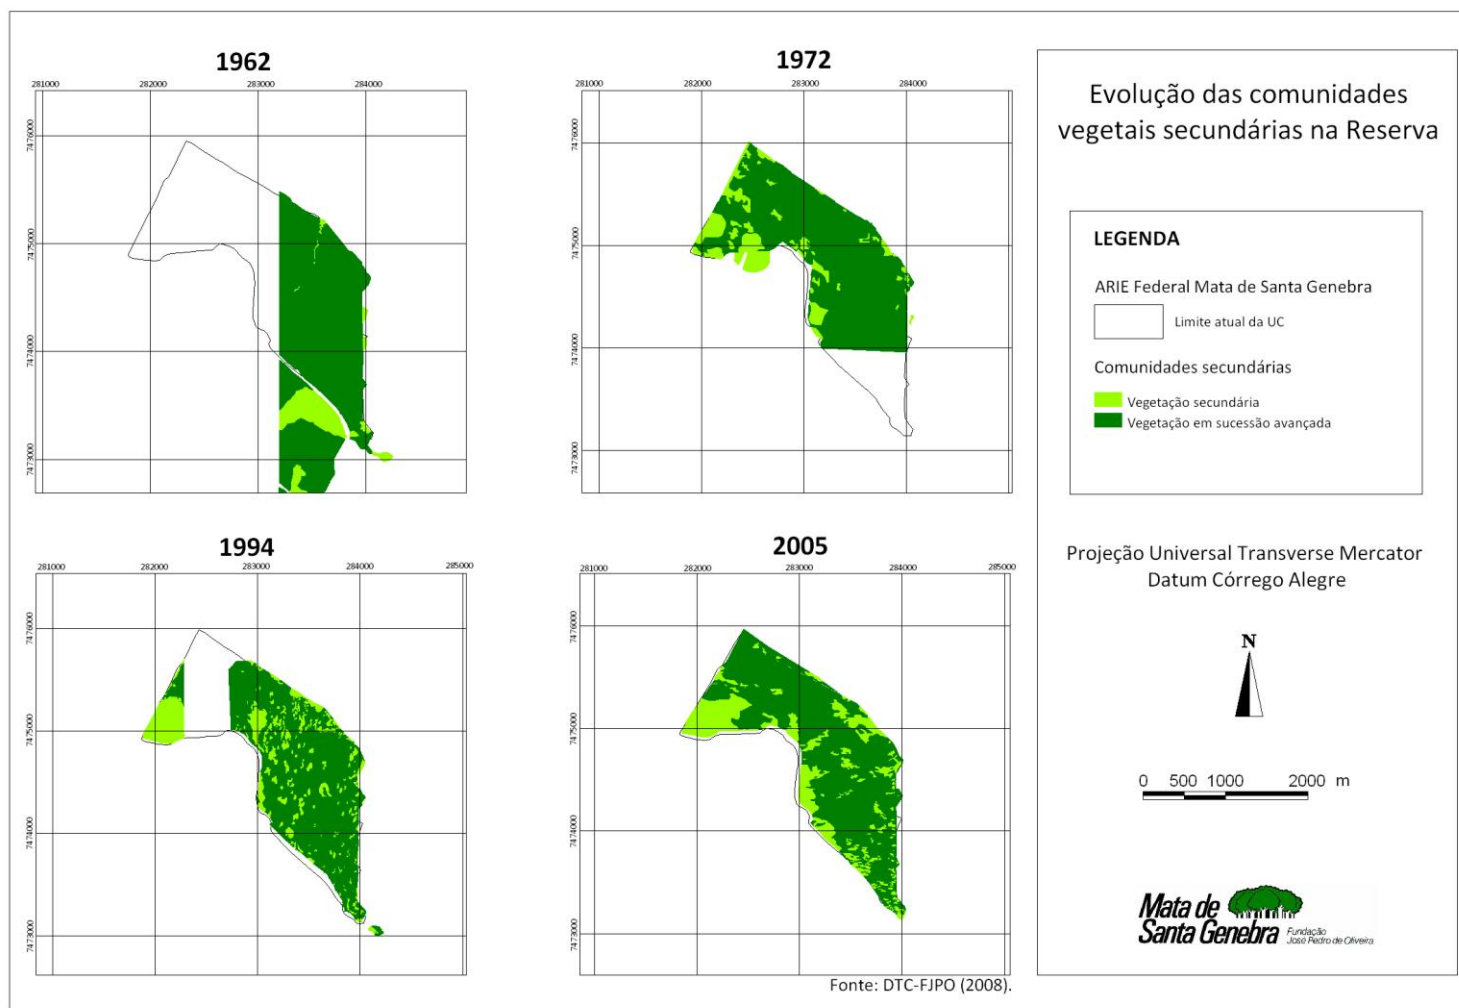 1962
281000 282000 283000 284000
7476000
7475000
7474000
7473000
1972
281000 282000 283000 284000
7476000
7475000
7474000
7473000
1994
281000 282000 283000 284000 285000
7476000
7475000
7474000
7473000
2005
281000 282000 283000 284000 285000
7476000
7475000
7474000
7473000
Fonte: DTC-FJPO (2008).
Evolução das comunidades
vegetais secundárias na Reserva
LEGENDA
ARIE Federal Mata de Santa Genebra
Limite atual da UC
Comunidades secundárias
Vegetação secundária
Vegetação em sucessão avançada
Projeção Universal Transverse Mercator
Datum Córrego Alegre
N
0 500 1000 2000 m
Mata de
Santa Genebra
Fundação
José Pedro de Oliveira